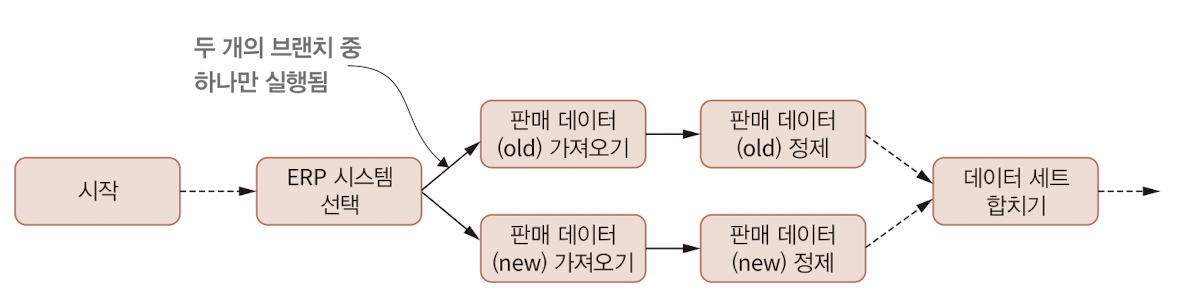 두 개의 브랜치 중
하나만 실행됨
시작
ERP 시스템
선택
판매 데이터
(old) 가져오기
판매 데이터
(old) 정제
판매 데이터
(new) 가져오기
판매 데이터
(new) 정제
데이터 세트
합치기